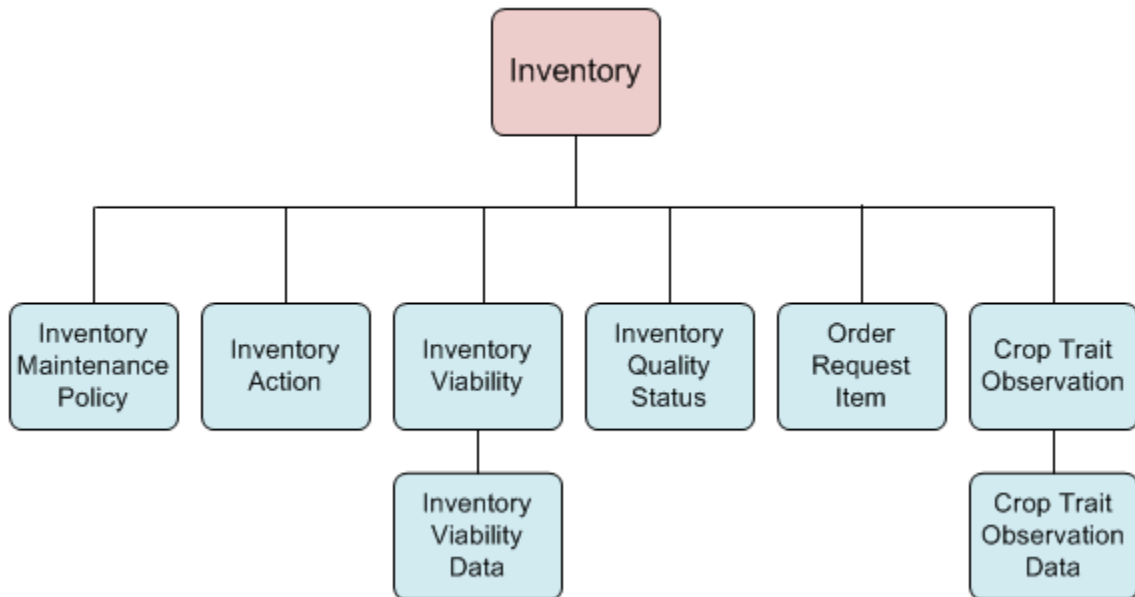 Inventory
Inventory
Maintenance
Policy
Inventory
Action
Inventory
Viability
Inventory
Quality
Status
Order
Request
Item
Crop Trait
Observation
Inventory
Viability
Data
Crop Trait
Observation
Data